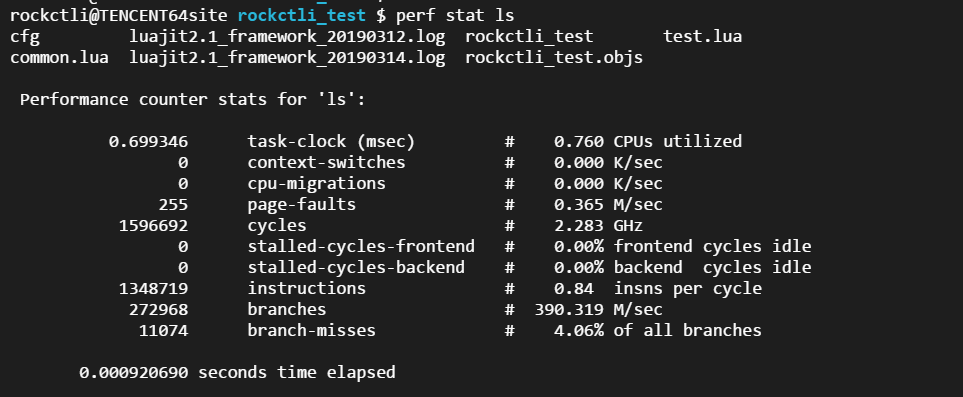 rockctli@TENCENT64site rockctli_test $ perf stat ls
cfg         luajit2.1_framework_20190312.log  rockctli_test       test.lua
common.lua  luajit2.1_framework_20190314.log  rockctli_test.objs
Performance counter stats for 'ls':
0.699346      task-clock (msec)         #    0.760 CPUs utilized
0      context-switches          #    0.000 K/sec
0      cpu-migrations            #    0.000 K/sec
255      page-faults               #    0.365 M/sec
1596692      cycles                    #    2.283 GHz
0      stalled-cycles-frontend   #    0.00% frontend cycles idle
0      stalled-cycles-backend    #    0.00% backend  cycles idle
1348719      instructions              #    0.84  insns per cycle
272968      branches                  #  390.319 M/sec
11074      branch-misses             #    4.06% of all branches
0.000920690 seconds time elapsed